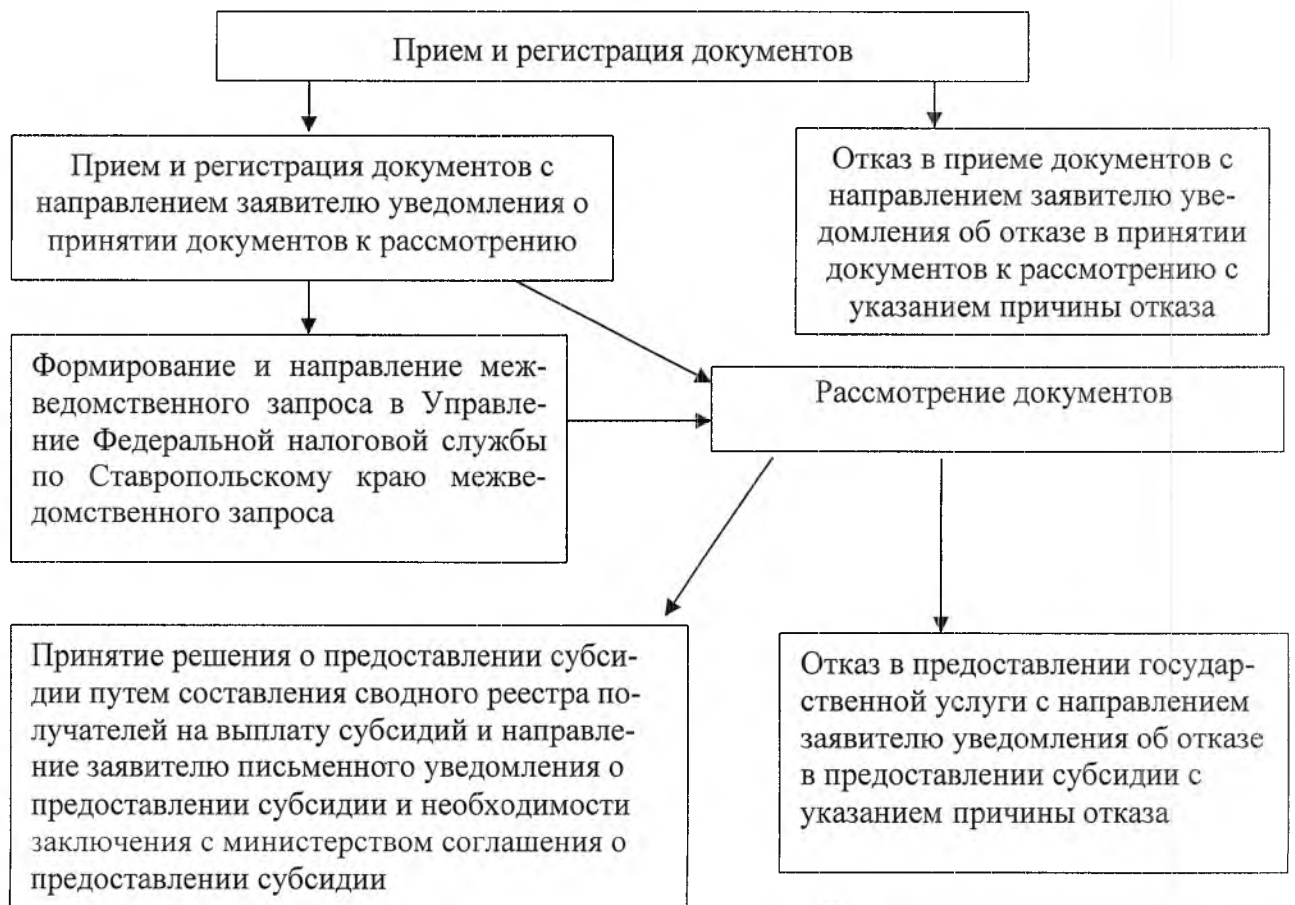 Прием и регистрация документов
Прием и регистрация документов с
направлением заявителю уведомления о
принятии документов к рассмотрению
Отказ в приеме документов с
направлением заявителю уве-
домления об отказе в принятии
документов к рассмотрению с
указанием причины отказа
Формирование и направление меж-
ведомственного запроса в Управле-
ние Федеральной налоговой службы
по Ставропольскому краю межве-
домственного запроса
Рассмотрение документов
Принятие решения о предоставлении субси-
дии путем составления сводного реестра по-
лучателей на выплату субсидий и направле-
ние заявителю письменного уведомления о
предоставлении субсидии и необходимости
заключения с министерством соглашения о
предоставлении субсидии
Отказ в предоставлении государ-
ственной услуги с направлением
заявителю уведомления об отказе
в предоставлении субсидии с
указанием причины отказа